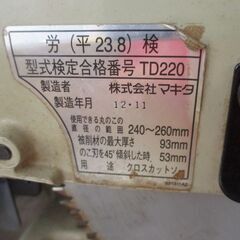 労(平23.8)検
型式検定合格番号 TD220
製造者 株式会社マキタ
製造年月 12・11
使用できる丸のこの
直径の範囲 240〜260mm
被削材の最大厚さ 93mm
のこ刃を45°傾斜した時 53mm
用途 クロスカットソー